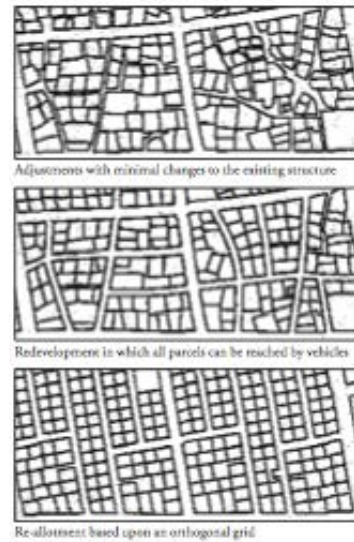 Adjustments with minimal changes to the existing structure
Redevelopment in which all parcels can be reached by vehicles
Re-allotment based upon an orthogonal grid